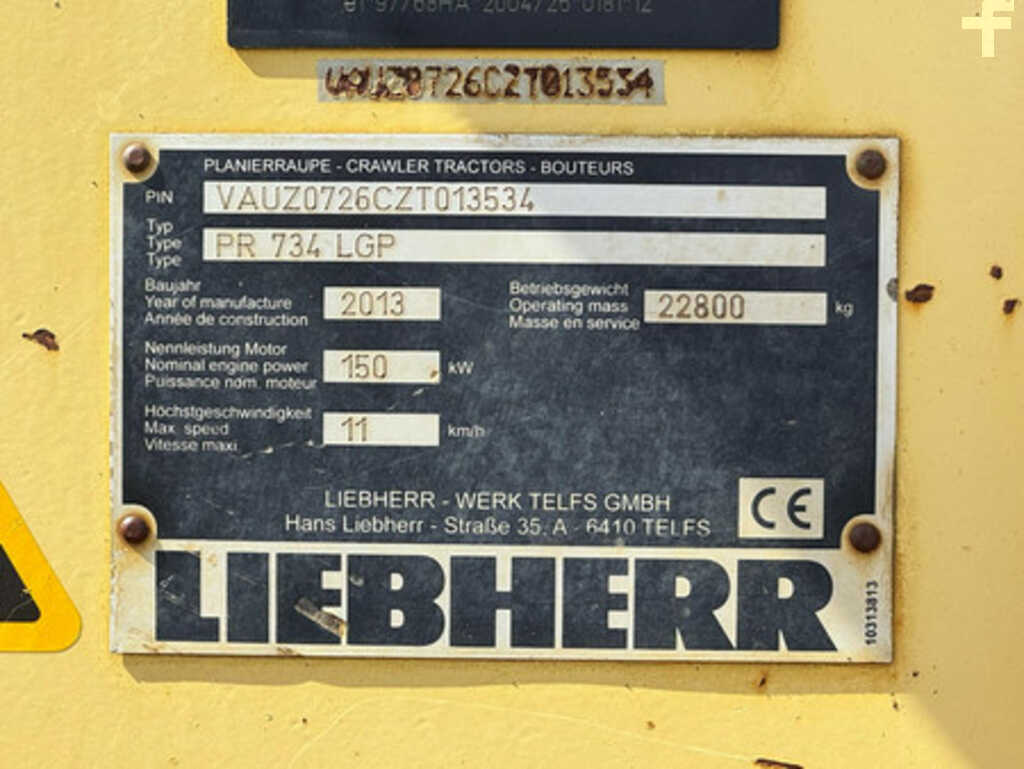 VAUZ0726CZT013534
PLANIERRAUPE - CRAWLER TRACTORS - BOUTEURS
PIN VAUZ0726CZT013534
Typ
Type PR 734 LGP
Type
Baujahr
Year of manufacture 2013
Année de construction
Betriebsgewicht
Operating mass 22800 kg
Masse en service
Nennleistung Motor
Nominal engine power 150 kW
Puissance nom. moteur
Höchstgeschwindigkeit
Max. speed 11 km/h
Vitesse maxi.
LIEBHERR - WERK TELFS GMBH
Hans Liebherr - Straße 35, A - 6410 TELFS
CE
LIEBHERR
10313813
f